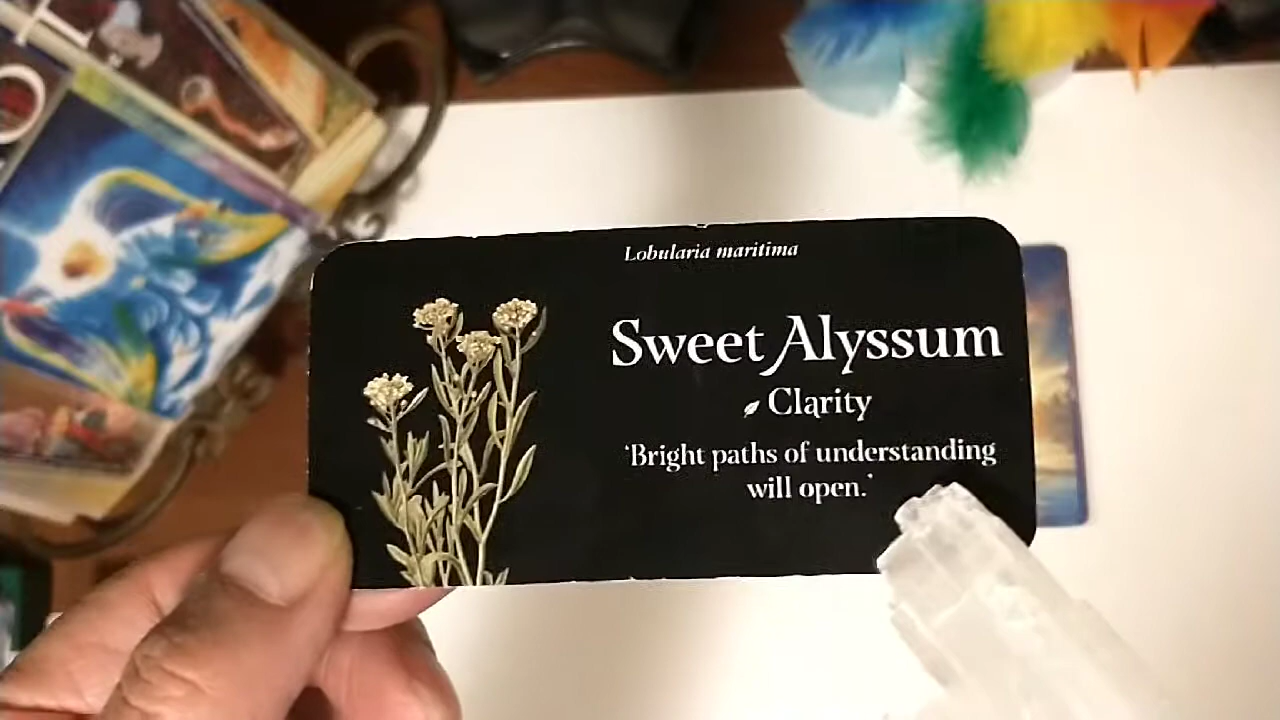 Lobularia maritima
Sweet Alyssum
Clarity
'Bright paths of understanding
will open.'